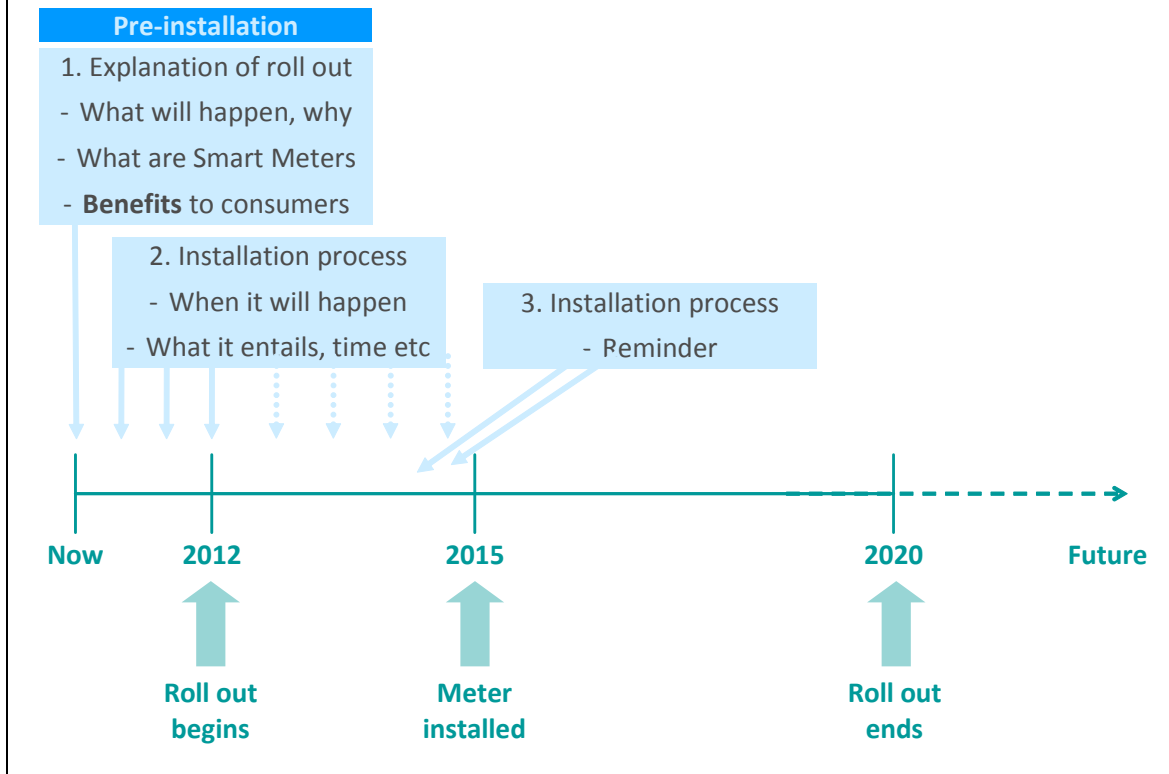 Pre-installation
1. Explanation of roll out
- What will happen, why
- What are Smart Meters
- Benefits to consumers
2. Installation process
- When it will happen
- What it entails, time etc
3. Installation process
- Reminder
Now
2012
2015
2020
Future
Roll out
begins
Meter
installed
Roll out
ends